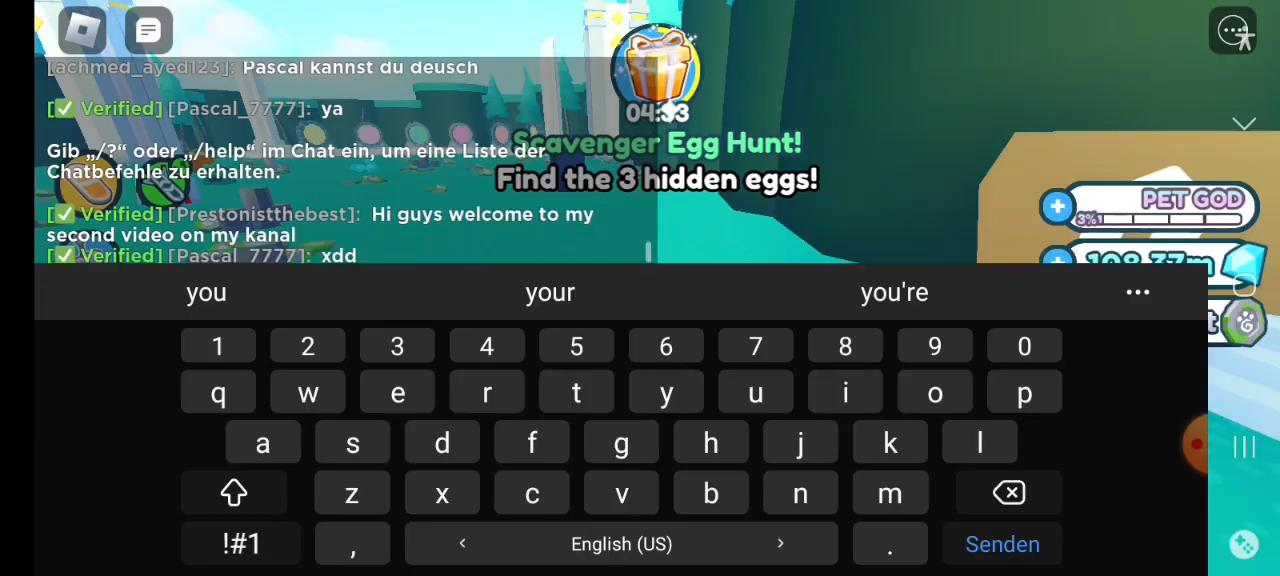 [achmed_ayed123]: Pascal kannst du deusch
[✅ Verified] [Pascal_7777]: ya
Gib „/?“ oder „/help“ im Chat ein, um eine Liste der
Chatbefehle zu erhalten.
[✅ Verified] [Prestonistthebest]: Hi guys welcome to my
second video on my kanal
[✅ Verified] [Pascal_7777]: xdd
Scavenger Egg Hunt!
Find the 3 hidden eggs!
PET GOD
3%
108.37m
you your you're ...
1 2 3 4 5 6 7 8 9 0
q w e r t y u i o p
a s d f g h j k l
z x c v b n m
!#1 , < English (US) > . Senden